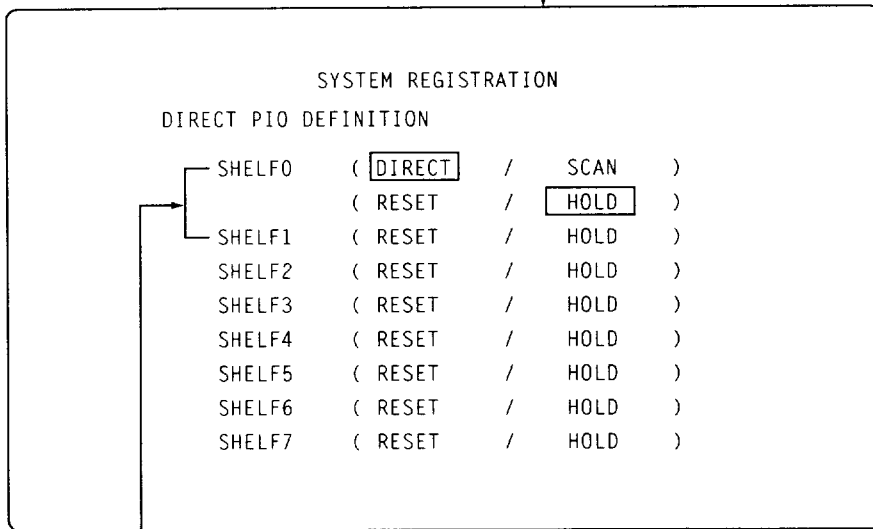 SYSTEM REGISTRATION
DIRECT PIO DEFINITION
SHELF0 ( DIRECT / SCAN )
( RESET / HOLD )
SHELF1 ( RESET / HOLD )
SHELF2 ( RESET / HOLD )
SHELF3 ( RESET / HOLD )
SHELF4 ( RESET / HOLD )
SHELF5 ( RESET / HOLD )
SHELF6 ( RESET / HOLD )
SHELF7 ( RESET / HOLD )